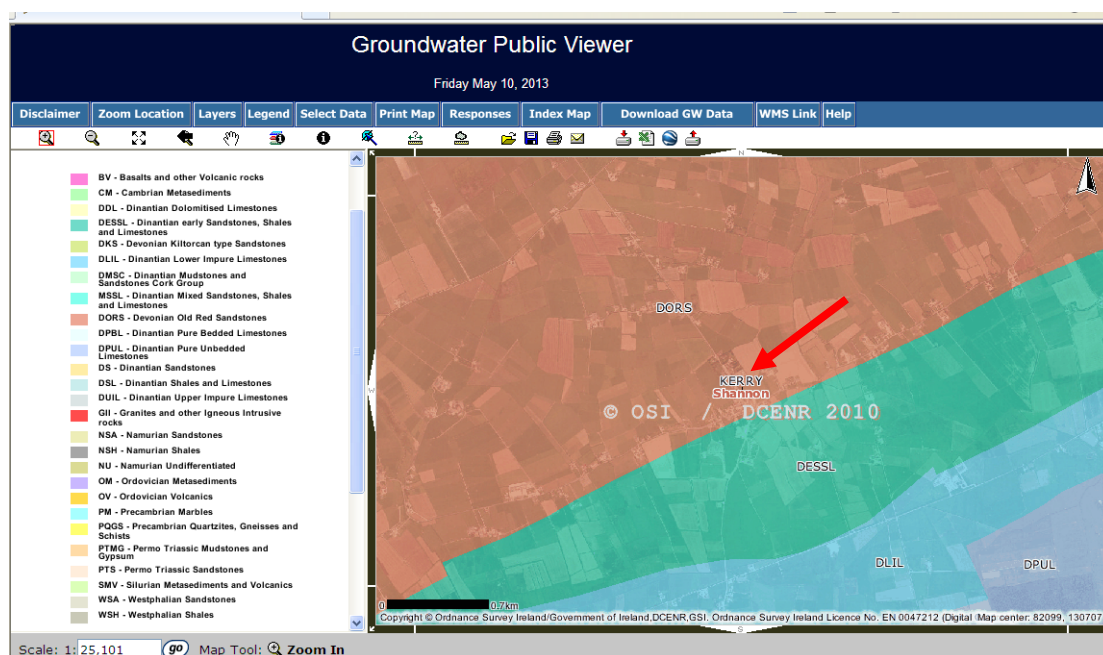 Groundwater Public Viewer
Friday May 10, 2013
Disclaimer Zoom Location Layers Legend Select Data Print Map Responses Index Map Download GW Data WMS Link Help
BV - Basalts and other Volcanic rocks
CM - Cambrian Metasediments
DDL - Dinantian Dolomitised Limestones
DESSL - Dinantian early Sandstones, Shales
and Limestones
DKS - Devonian Kiltorcan type Sandstones
DLIL - Dinantian Lower Impure Limestones
DMSC - Dinantian Mudstones and
Sandstones Cork Group
MSSL - Dinantian Mixed Sandstones, Shales
and Limestones
DORS - Devonian Old Red Sandstones
DPBL - Dinantian Pure Bedded Limestones
DPUL - Dinantian Pure Unbedded
Limestones
DS - Dinantian Sandstones
DSL - Dinantian Shales and Limestones
DUIL - Dinantian Upper Impure Limestones
GII - Granites and other Igneous Intrusive
rocks
NSA - Namurian Sandstones
NSH - Namurian Shales
NU - Namurian Undifferentiated
OM - Ordovician Metasediments
OV - Ordovician Volcanics
PM - Precambrian Marbles
PQGS - Precambrian Quartzites, Gneisses and
Schists
PTMG - Permo Triassic Mudstones and
Gypsum
PTS - Permo Triassic Sandstones
SMV - Silurian Metasediments and Volcanics
WSA - Westphalian Sandstones
WSH - Westphalian Shales
N
DORS
KERRY
Shannon
© OSI / DCENR 2010
DESSL
DLIL
DPUL
W
0 0.7km
Copyright © Ordnance Survey Ireland/Government of Ireland,DCENR,GSI. Ordnance Survey Ireland Licence No. EN 0047212 (Digital Map center: 82099, 130707
S
Scale: 1: 25,101 go Map Tool: Zoom In